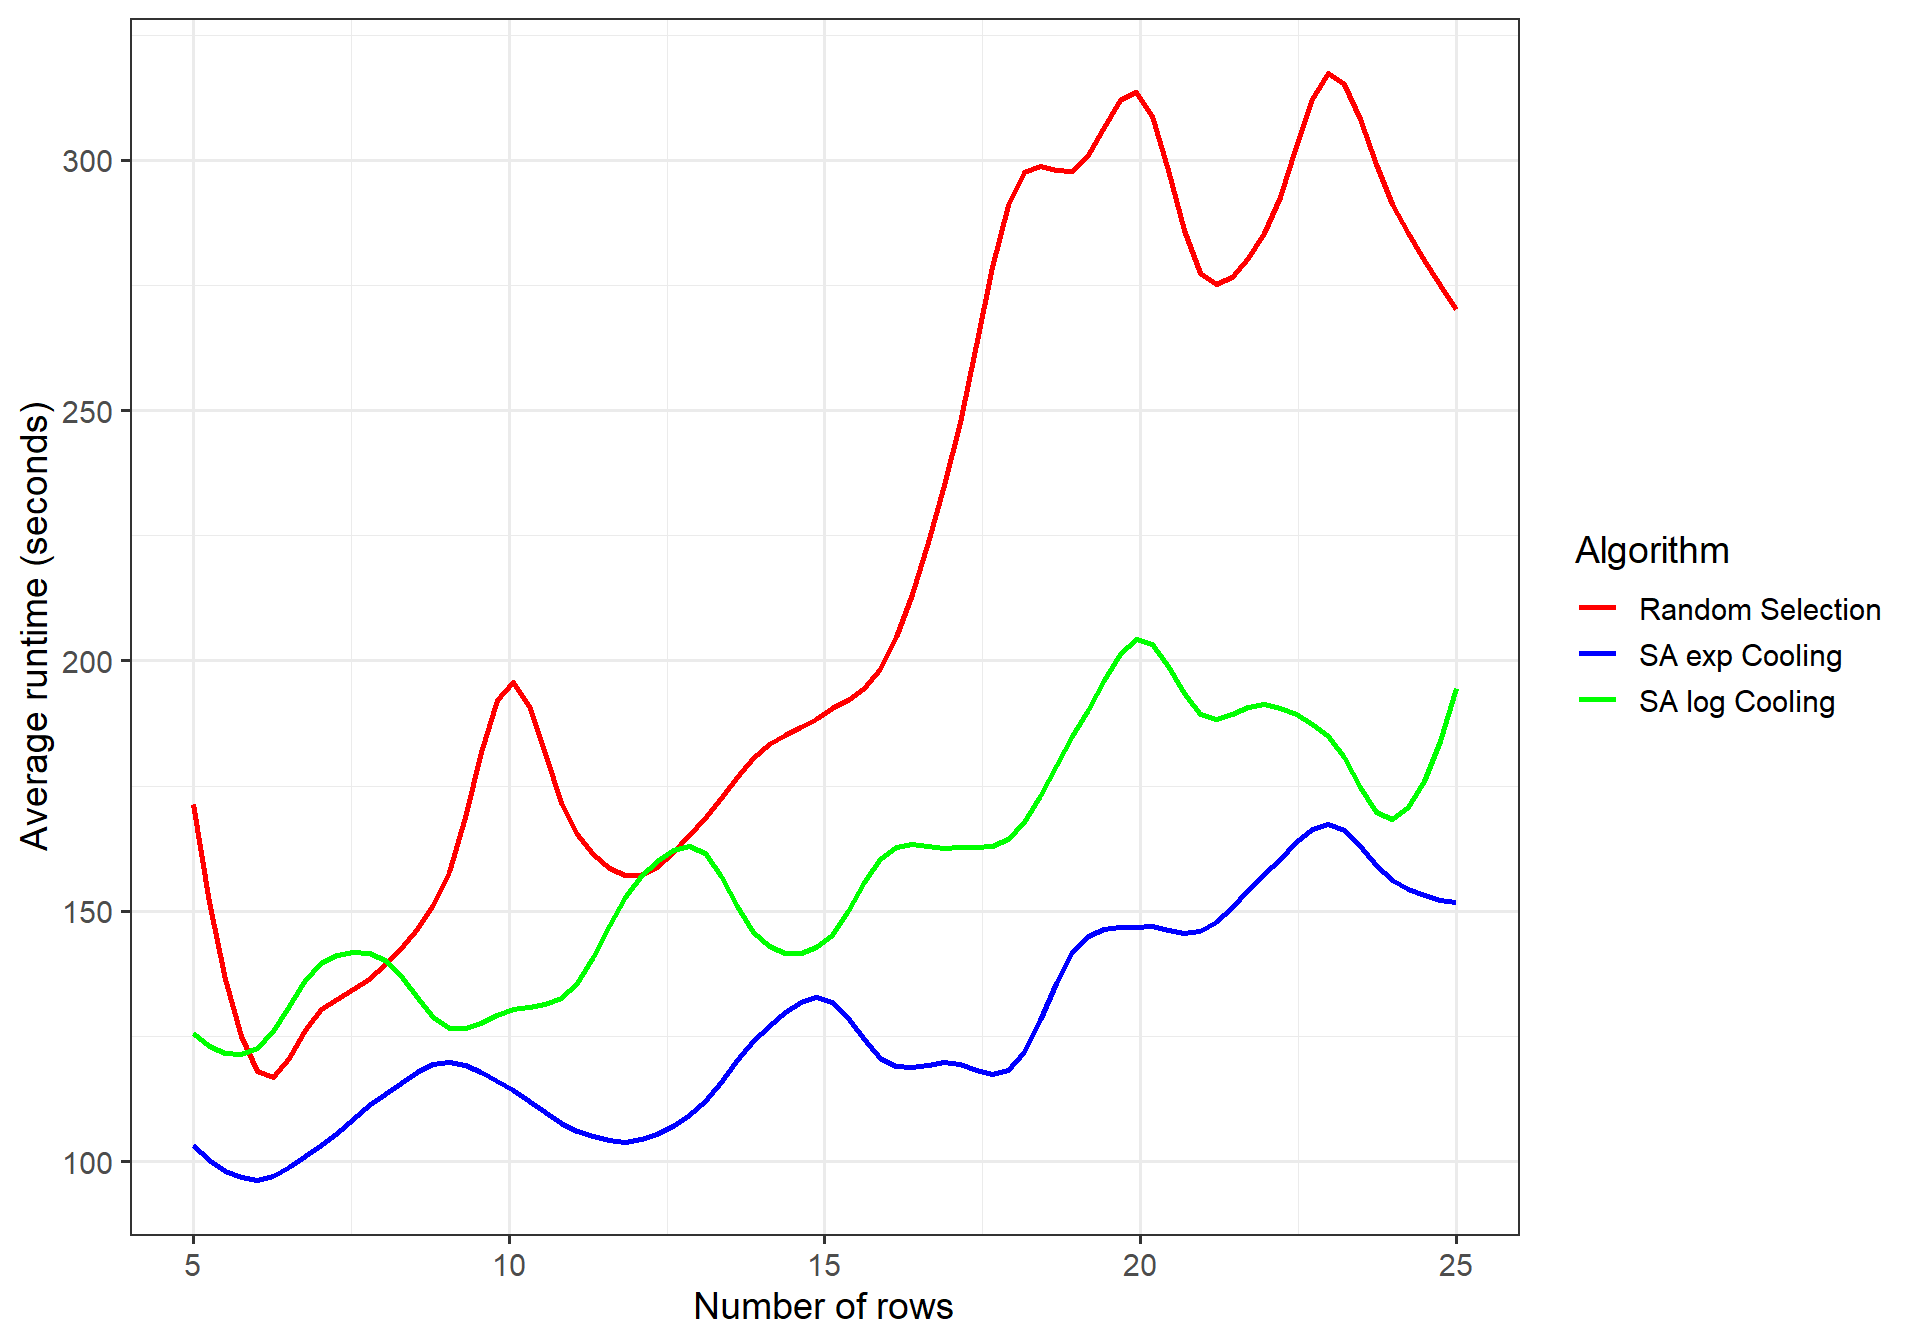 Average runtime (seconds)
300
250
200
150
100
5 10 15 20 25
Number of rows
Algorithm
Random Selection
SA exp Cooling
SA log Cooling